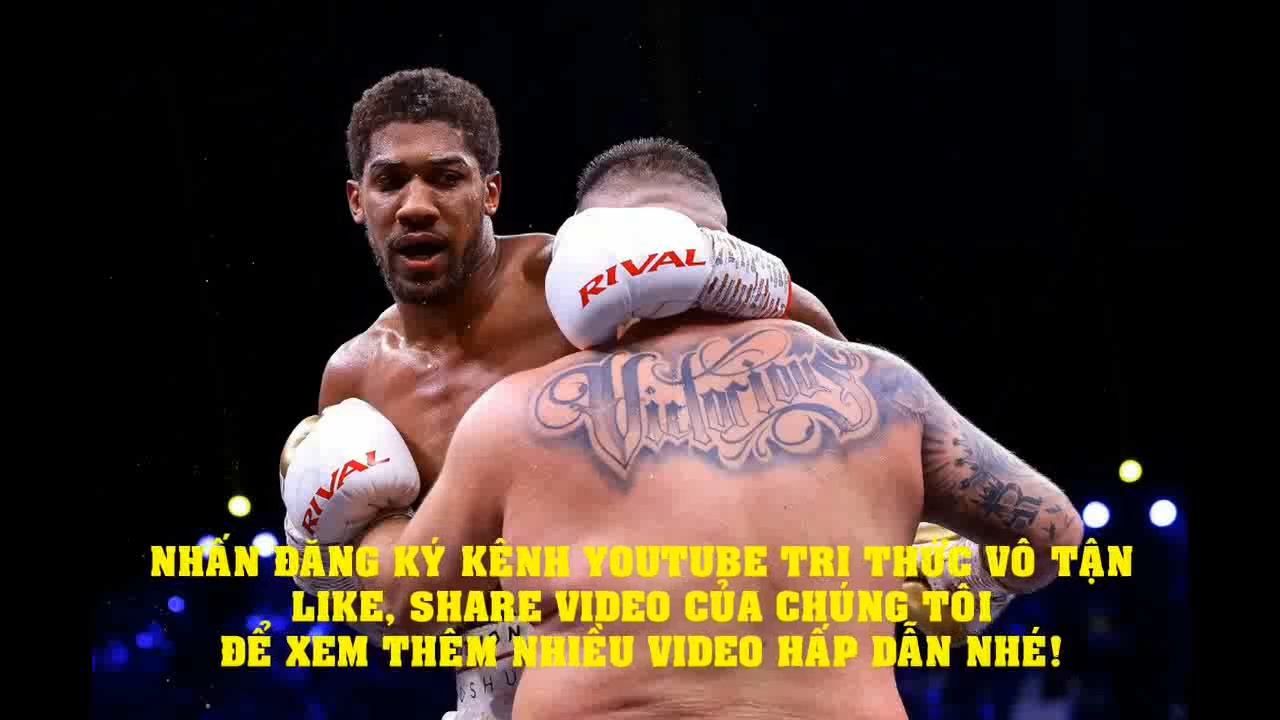 RIVAL
Victorious
RIVAL
NHẤN ĐĂNG KÝ KÊNH YOUTUBE TRI THỨC VÔ TẬN
LIKE, SHARE VIDEO CỦA CHÚNG TÔI
ĐỂ XEM THÊM NHIỀU VIDEO HẤP DẪN NHÉ!